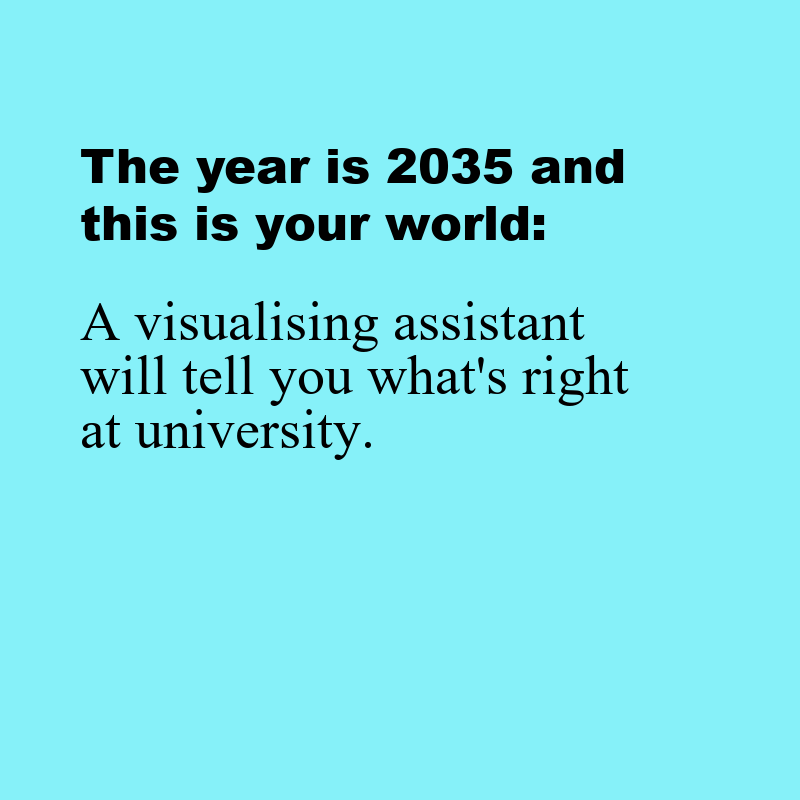 The year is 2035 and
this is your world:
A visualising assistant
will tell you what's right
at university.